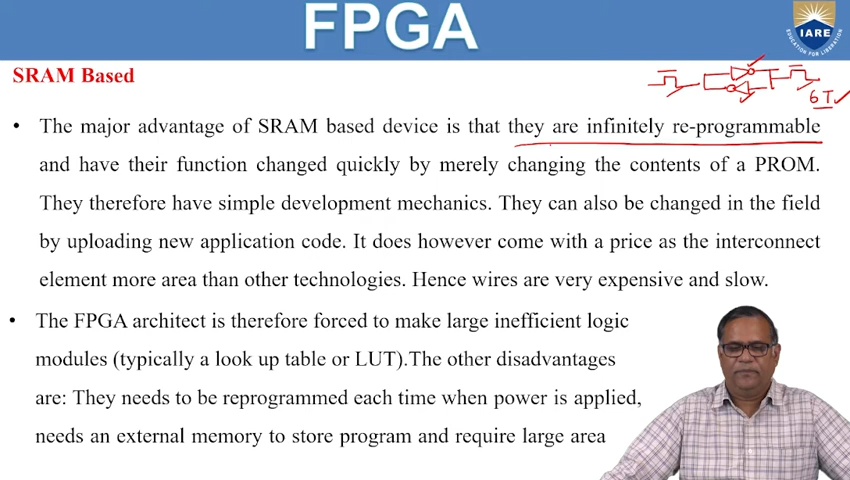 FPGA
IARE
EDUCATION FOR LIBERATION
SRAM Based
6T
• The major advantage of SRAM based device is that they are infinitely re-programmable
and have their function changed quickly by merely changing the contents of a PROM.
They therefore have simple development mechanics. They can also be changed in the field
by uploading new application code. It does however come with a price as the interconnect
element more area than other technologies. Hence wires are very expensive and slow.
• The FPGA architect is therefore forced to make large inefficient logic
modules (typically a look up table or LUT).The other disadvantages
are: They needs to be reprogrammed each time when power is applied,
needs an external memory to store program and require large area